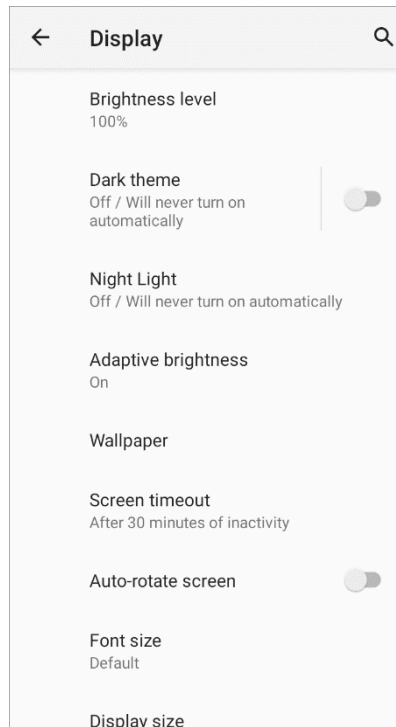 Display
Brightness level
100%
Dark theme
Off / Will never turn on
automatically
Night Light
Off / Will never turn on automatically
Adaptive brightness
On
Wallpaper
Screen timeout
After 30 minutes of inactivity
Auto-rotate screen
Font size
Default
Display size